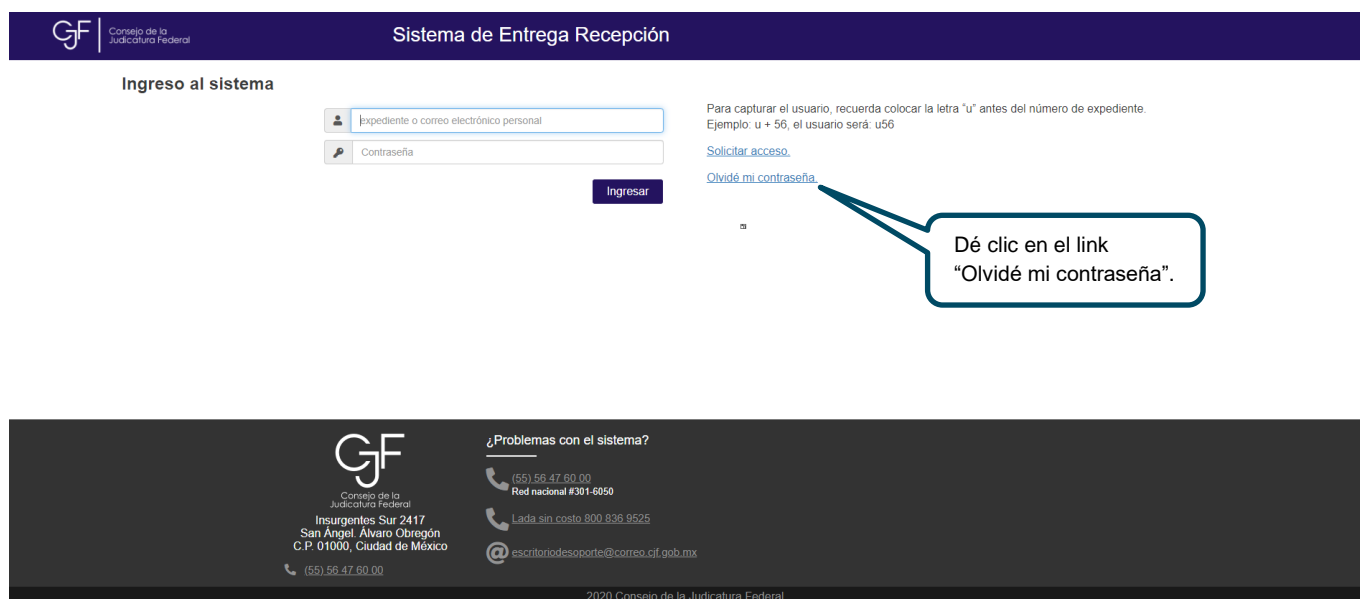 CJF Consejo de la
Judicatura Federal
Sistema de Entrega Recepción
Ingreso al sistema
expediente o correo electrónico personal
Contraseña
Ingresar
Para capturar el usuario, recuerda colocar la letra “u” antes del número de expediente.
Ejemplo: u + 56, el usuario será: u56
Solicitar acceso.
Olvidé mi contraseña.
Dé clic en el link
“Olvidé mi contraseña”.
CJF
Consejo de la
Judicatura Federal
Insurgentes Sur 2417
San Ángel. Álvaro Obregón
C.P. 01000, Ciudad de México
(55) 56 47 60 00
¿Problemas con el sistema?
(55) 56 47 60 00
Red nacional #301-6050
Lada sin costo 800 836 9525
escritoriodesoporte@correo.cjf.gob.mx
2020 Consejo de la Judicatura Federal